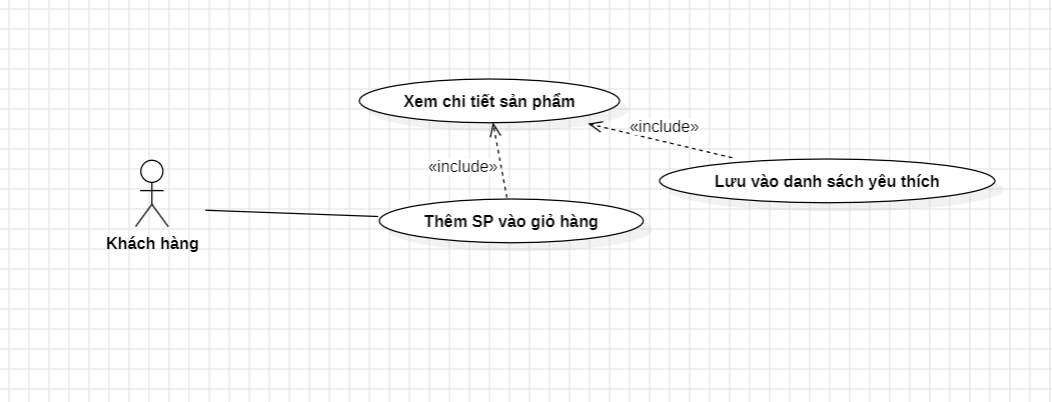 Xem chi tiết sản phẩm
«include»
«include»
Lưu vào danh sách yêu thích
Thêm SP vào giỏ hàng
Khách hàng